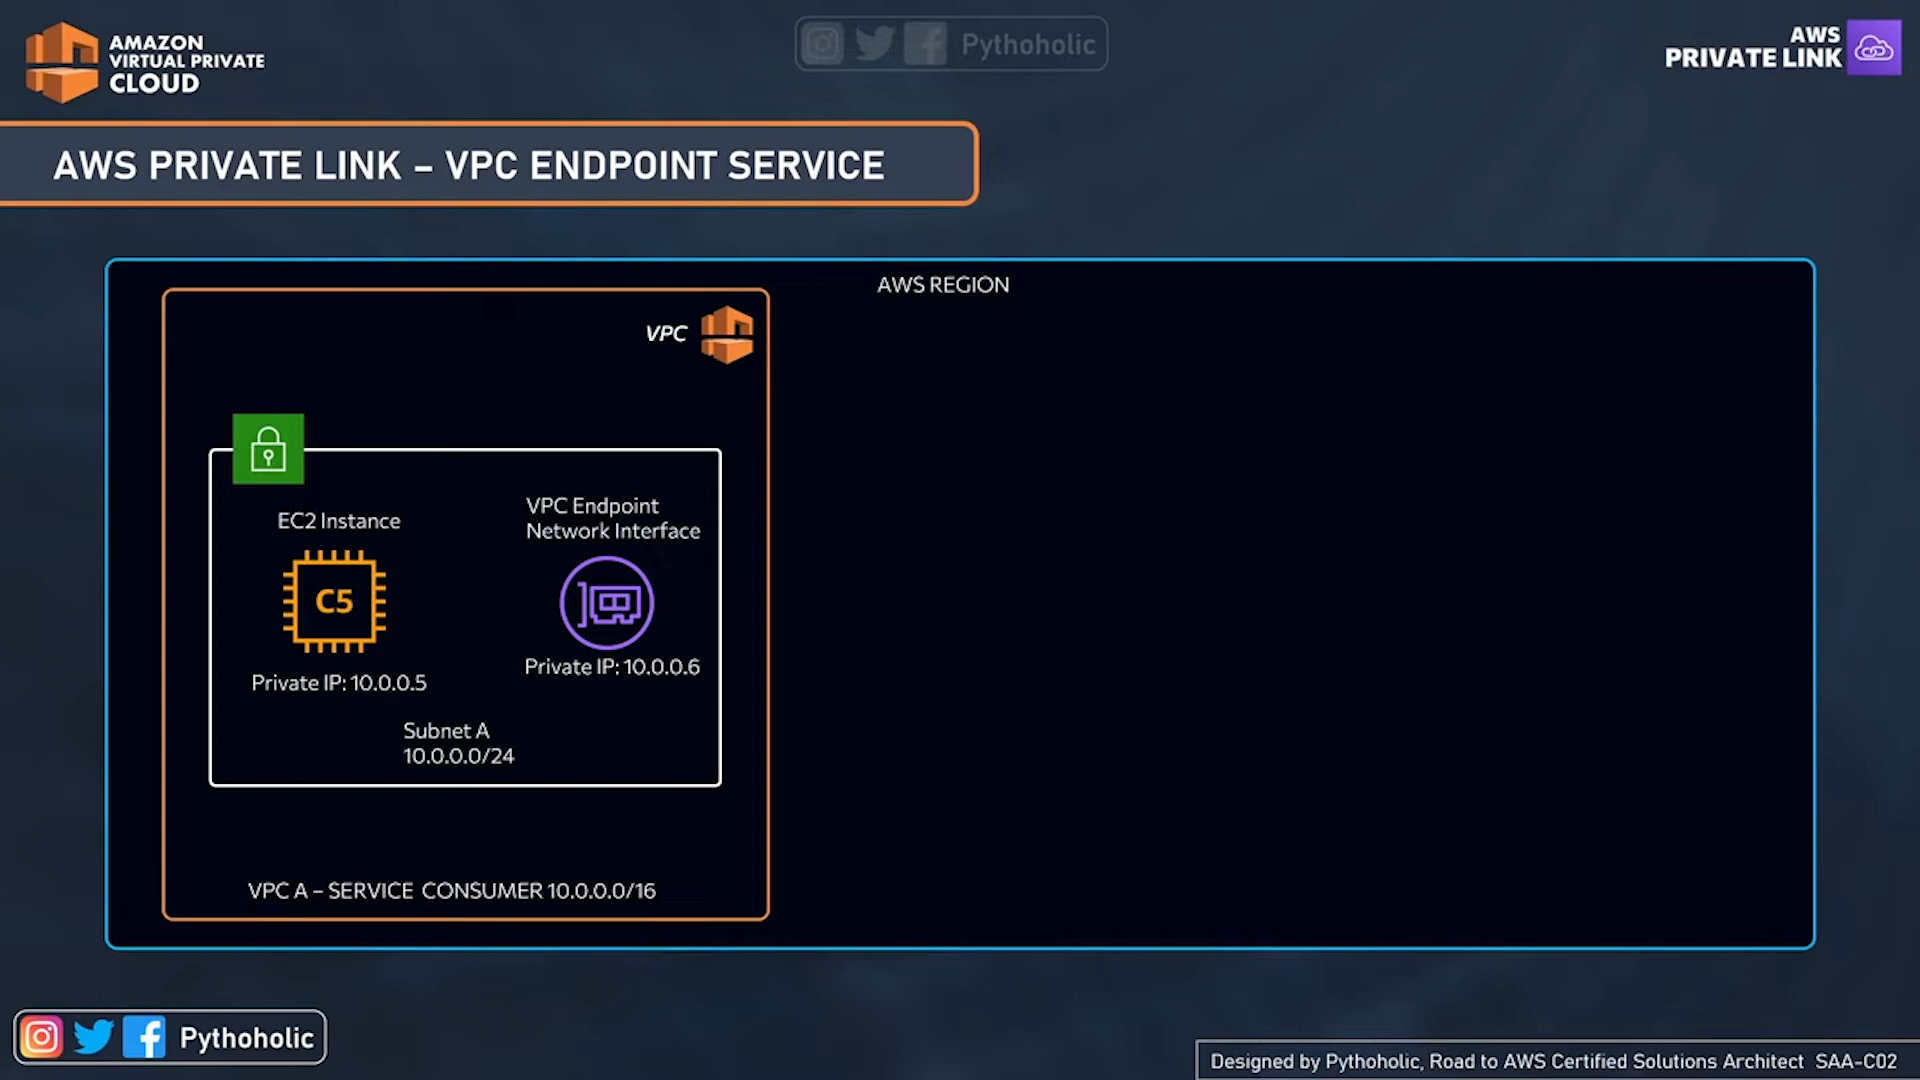 AMAZON
VIRTUAL PRIVATE
CLOUD
Pythoholic
AWS
PRIVATE LINK
AWS PRIVATE LINK – VPC ENDPOINT SERVICE
AWS REGION
VPC
EC2 Instance
VPC Endpoint
Network Interface
C5
Private IP: 10.0.0.5
Private IP: 10.0.0.6
Subnet A
10.0.0.0/24
VPC A – SERVICE CONSUMER 10.0.0.0/16
Pythoholic
Designed by Pythoholic, Road to AWS Certified Solutions Architect SAA-C02